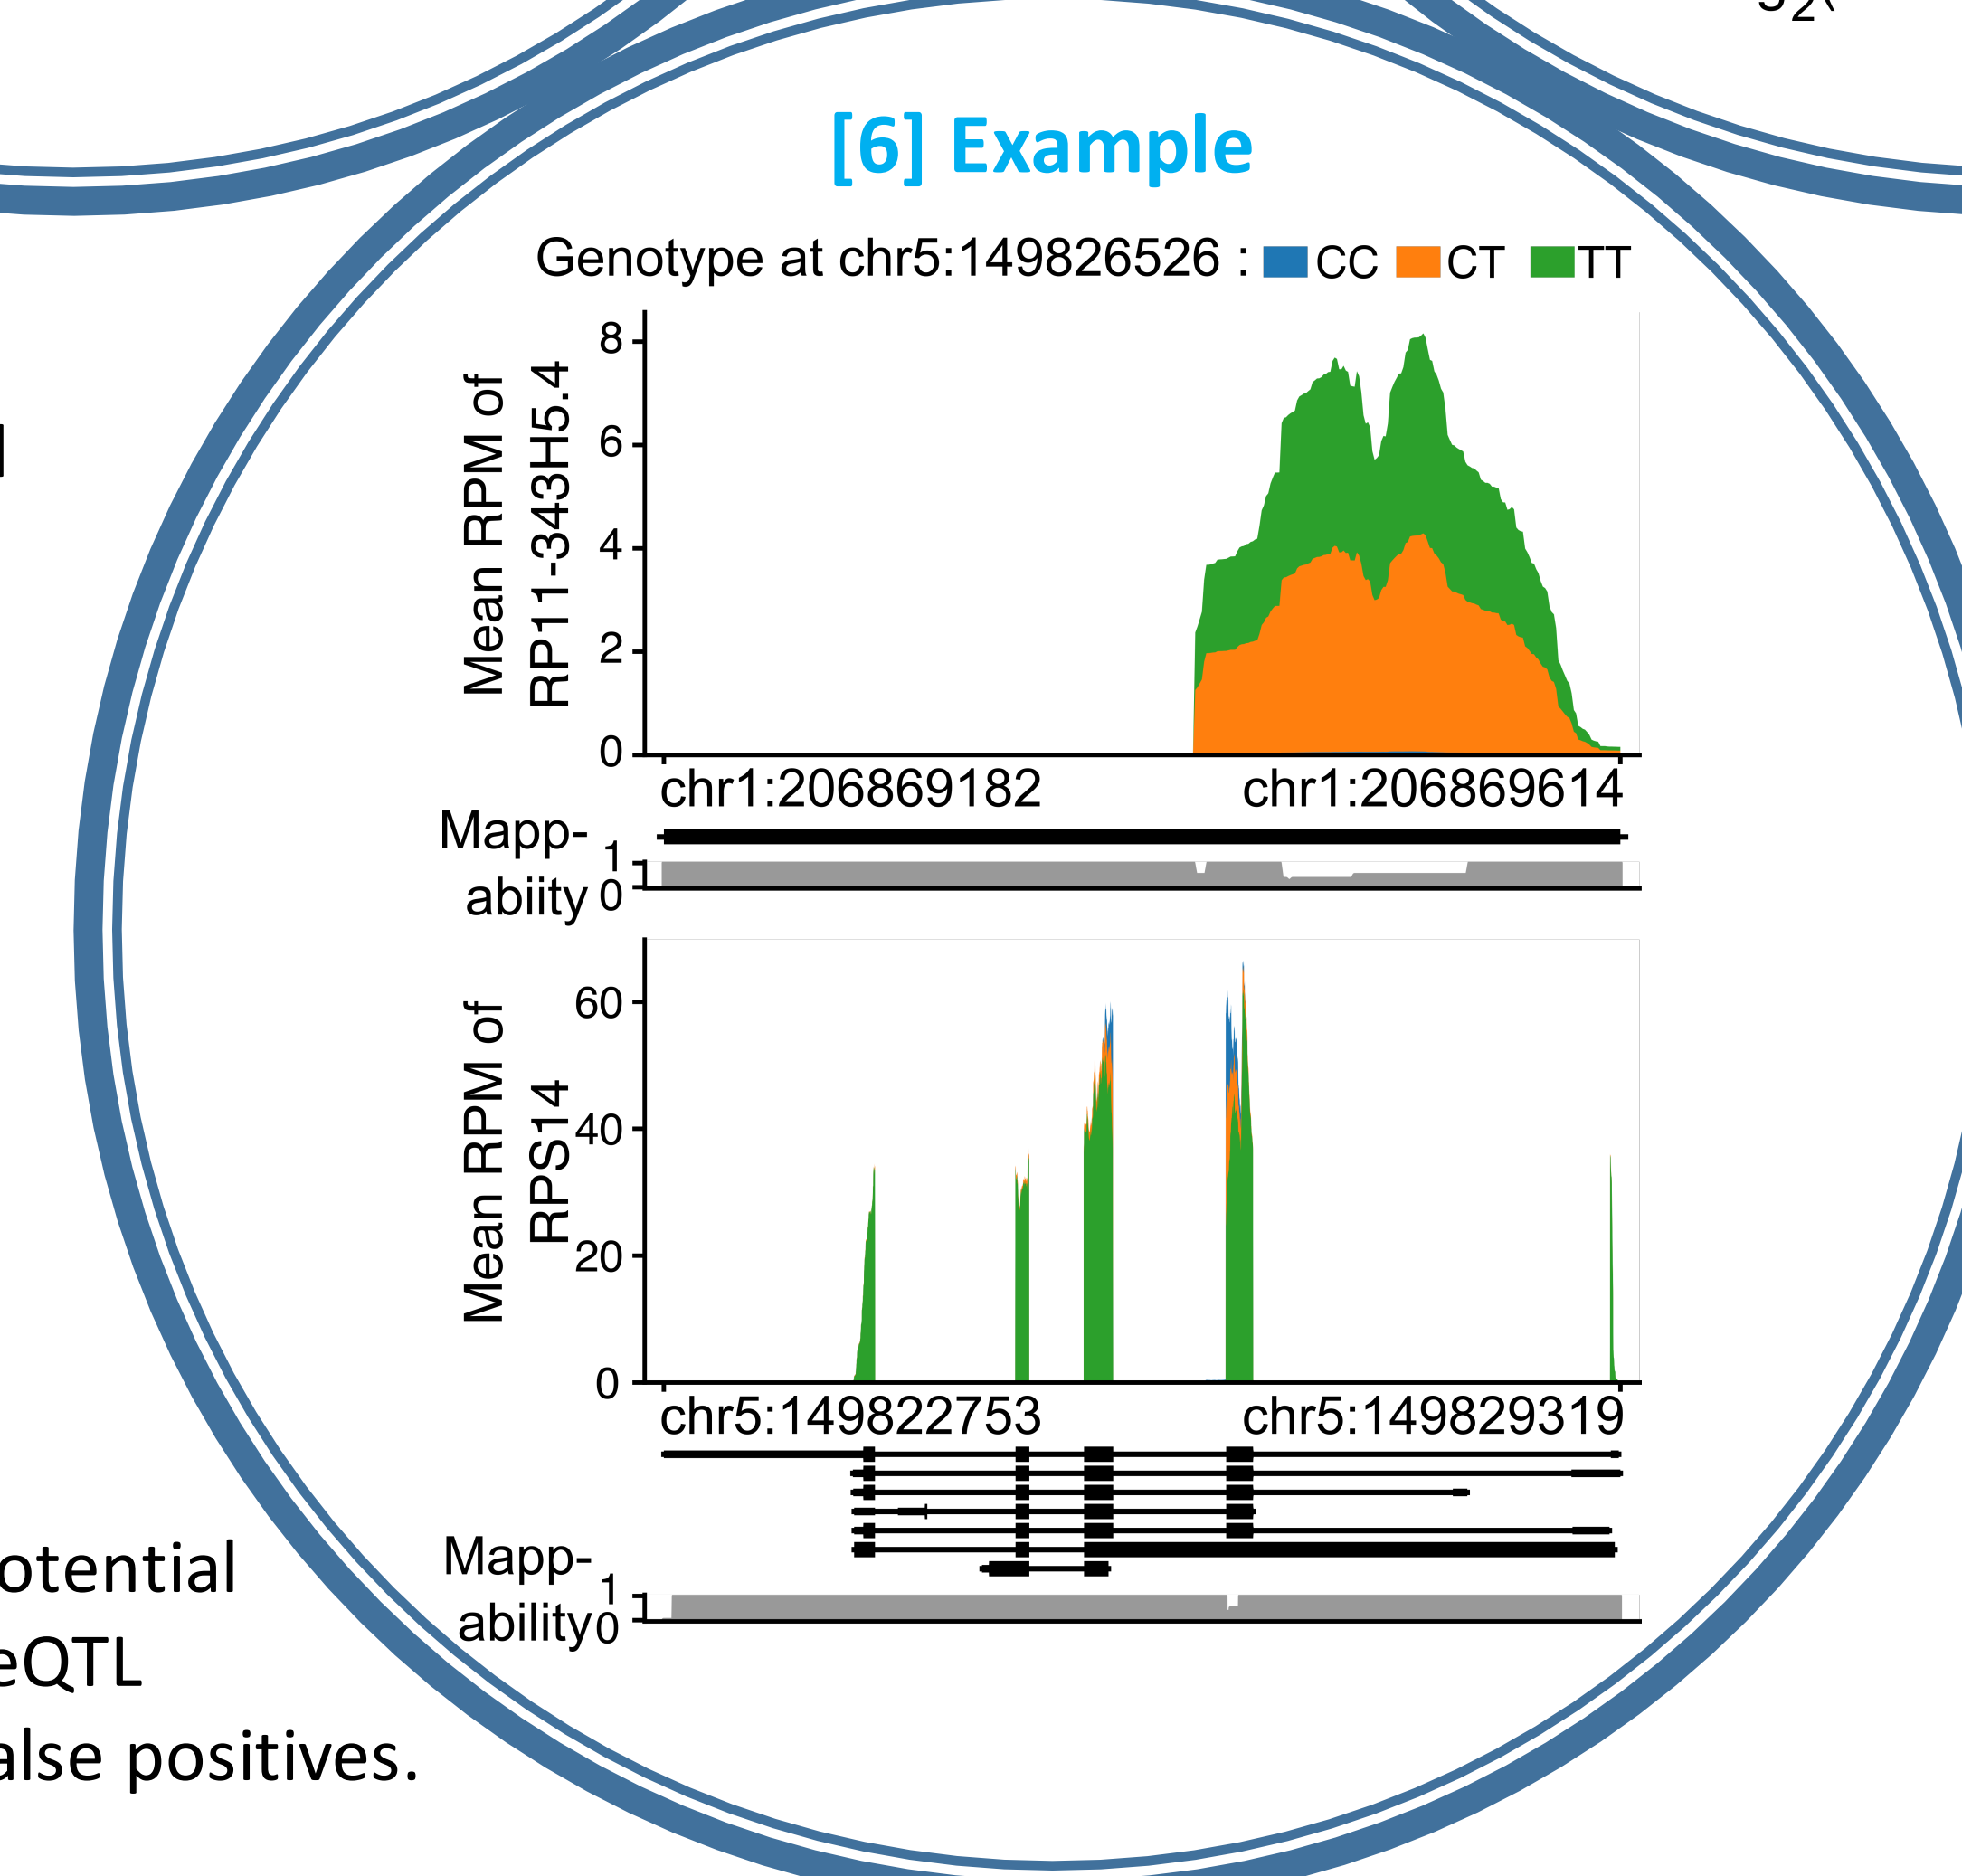 [6] Example
Genotype at chr5:149826526 : CC CT TT
Mean RPM of
RP11-343H5.4
8
6
4
2
0
chr1:206869182 chr1:206869614
Mapp-
abiity
1
0
Mean RPM of
RPS14
60
40
20
0
chr5:149822753 chr5:149829319
Mapp-
ability
1
0
otential
eQTL
alse positives.